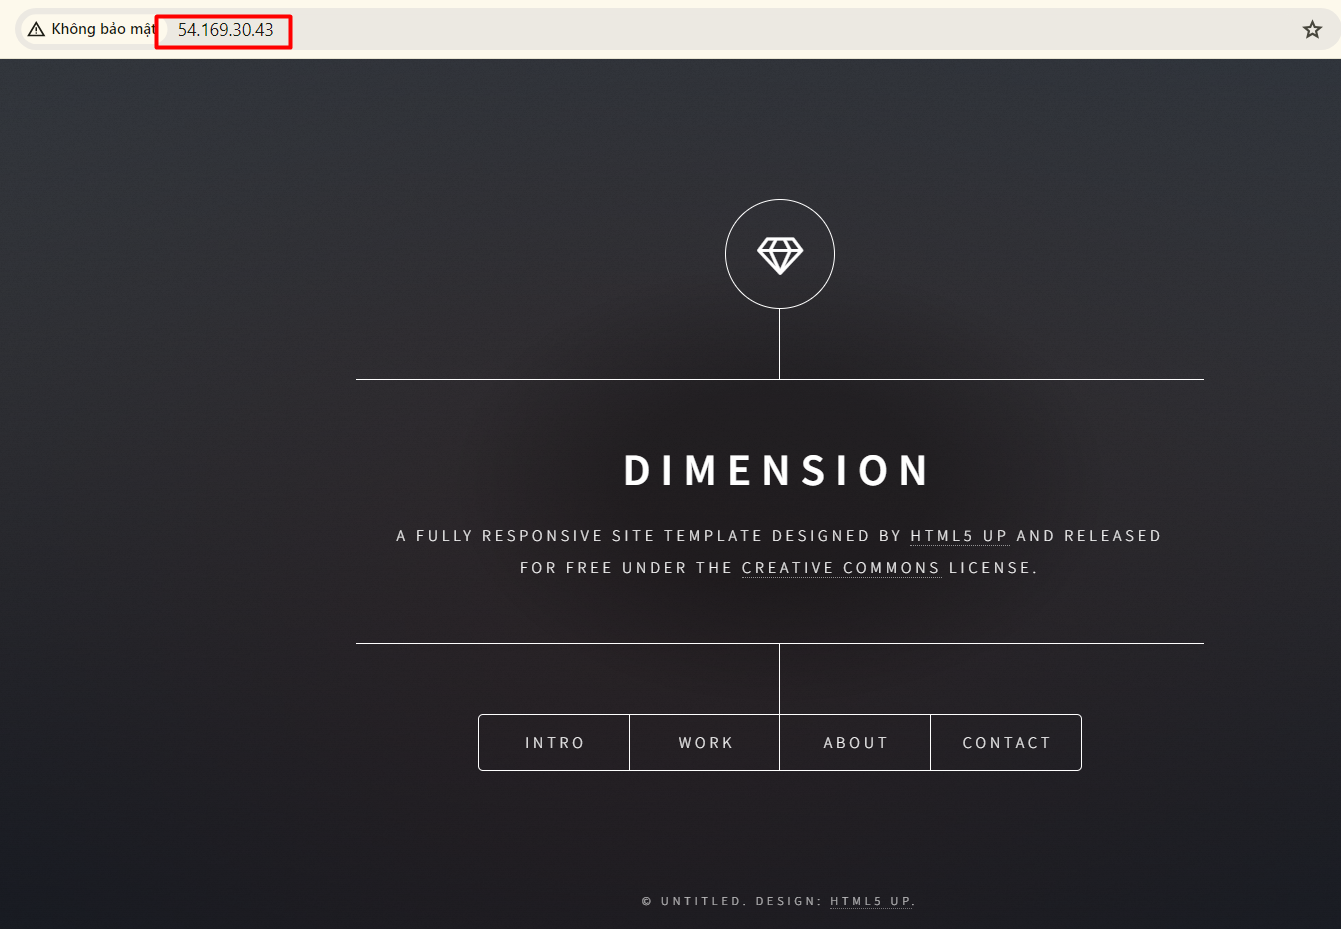 Không bảo mật 54.169.30.43
DIMENSION
A FULLY RESPONSIVE SITE TEMPLATE DESIGNED BY HTML5 UP AND RELEASED
FOR FREE UNDER THE CREATIVE COMMONS LICENSE.
INTRO WORK ABOUT CONTACT
© UNTITLED. DESIGN: HTML5 UP.